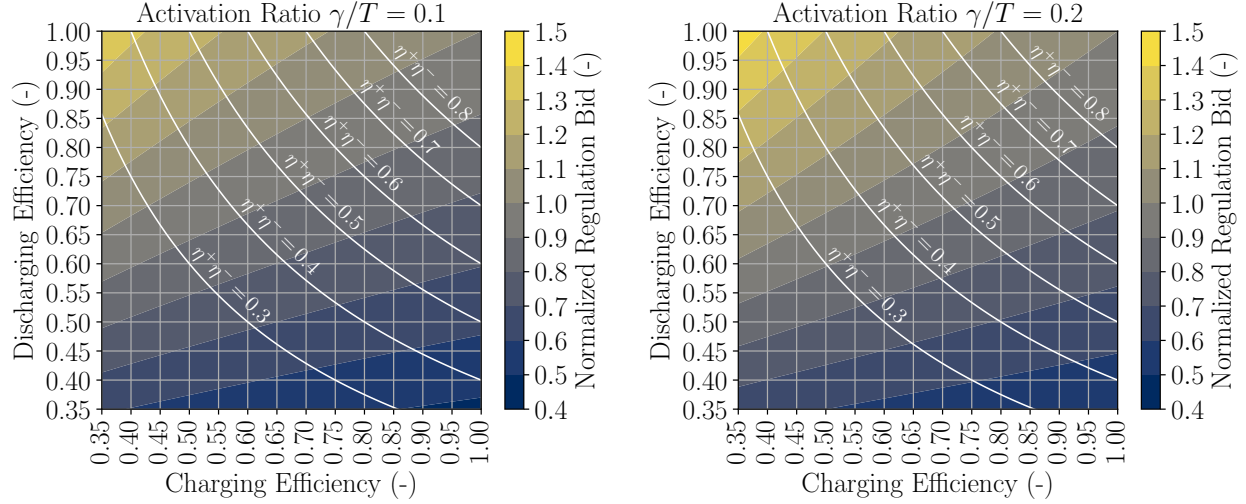 Activation Ratio γ/T = 0.1
1.00
0.95
0.90
0.85
0.80
0.75
0.70
0.65
0.60
0.55
0.50
0.45
0.40
0.35
Discharging Efficiency (-)
η⁺η⁻ = 0.8
η⁺η⁻ = 0.7
η⁺η⁻ = 0.6
η⁺η⁻ = 0.5
η⁺η⁻ = 0.4
η⁺η⁻ = 0.3
0.35 0.40 0.45 0.50 0.55 0.60 0.65 0.70 0.75 0.80 0.85 0.90 0.95 1.00
Charging Efficiency (-)
1.5
1.4
1.3
1.2
1.1
1.0
0.9
0.8
0.7
0.6
0.5
0.4
Normalized Regulation Bid (-)
Activation Ratio γ/T = 0.2
1.00
0.95
0.90
0.85
0.80
0.75
0.70
0.65
0.60
0.55
0.50
0.45
0.40
0.35
Discharging Efficiency (-)
η⁺η⁻ = 0.8
η⁺η⁻ = 0.7
η⁺η⁻ = 0.6
η⁺η⁻ = 0.5
η⁺η⁻ = 0.4
η⁺η⁻ = 0.3
0.35 0.40 0.45 0.50 0.55 0.60 0.65 0.70 0.75 0.80 0.85 0.90 0.95 1.00
Charging Efficiency (-)
1.5
1.4
1.3
1.2
1.1
1.0
0.9
0.8
0.7
0.6
0.5
0.4
Normalized Regulation Bid (-)